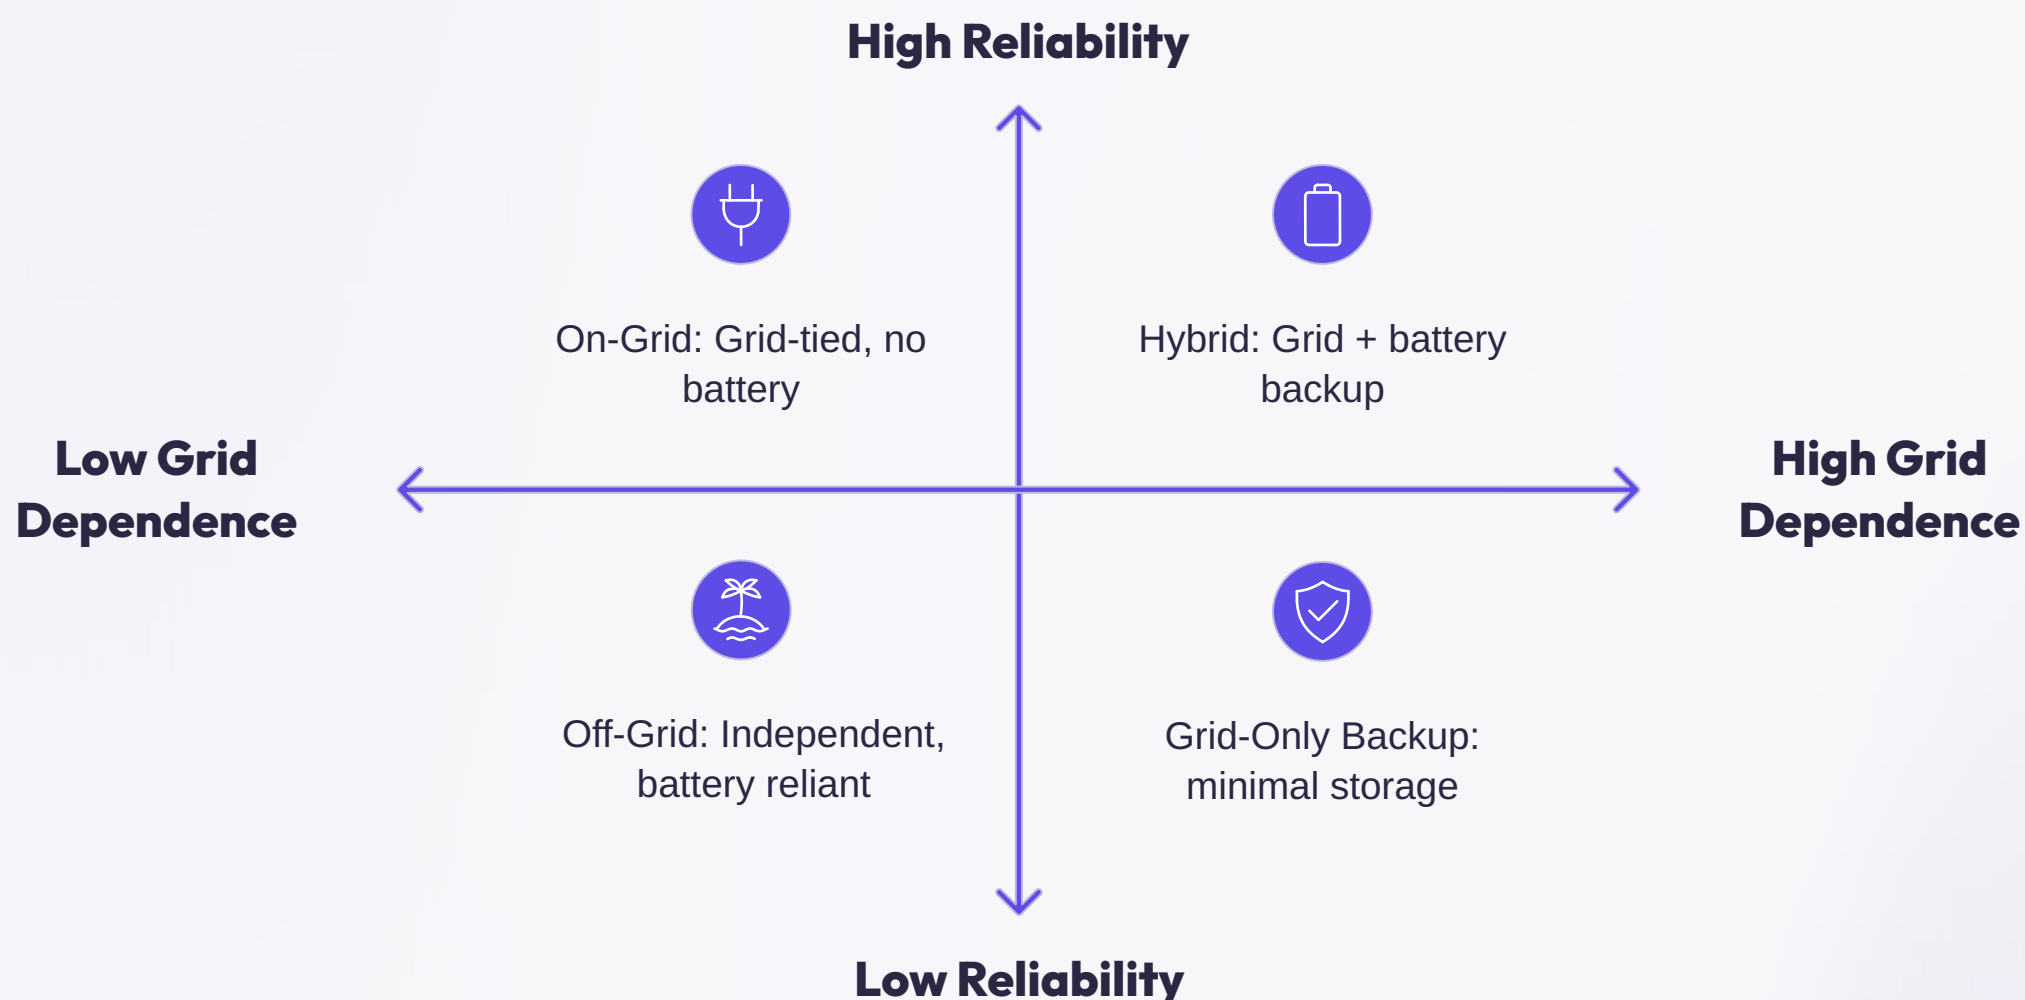 High Reliability
On-Grid: Grid-tied, no
battery
Hybrid: Grid + battery
backup
Low Grid
Dependence
High Grid
Dependence
Off-Grid: Independent,
battery reliant
Grid-Only Backup:
minimal storage
Low Reliability